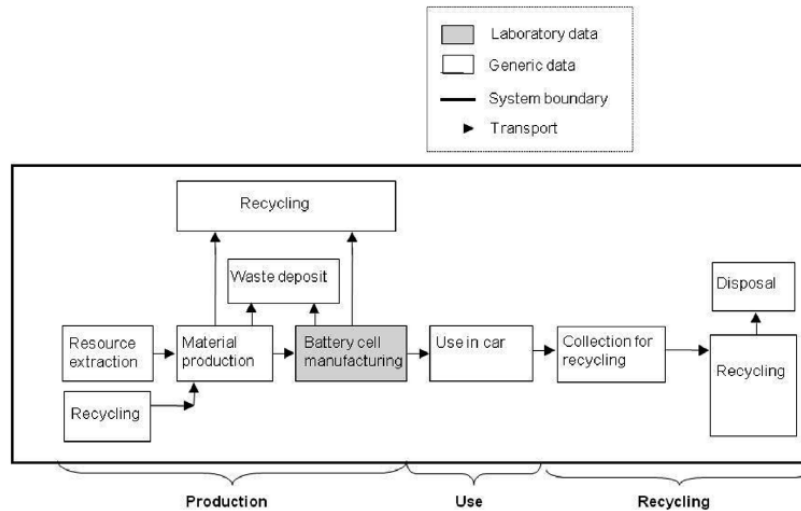 Laboratory data
Generic data
System boundary
Transport
Recycling
Waste deposit
Disposal
Resource
extraction
Material
production
Battery cell
manufacturing
Use in car
Collection for
recycling
Recycling
Recycling
Production
Use
Recycling